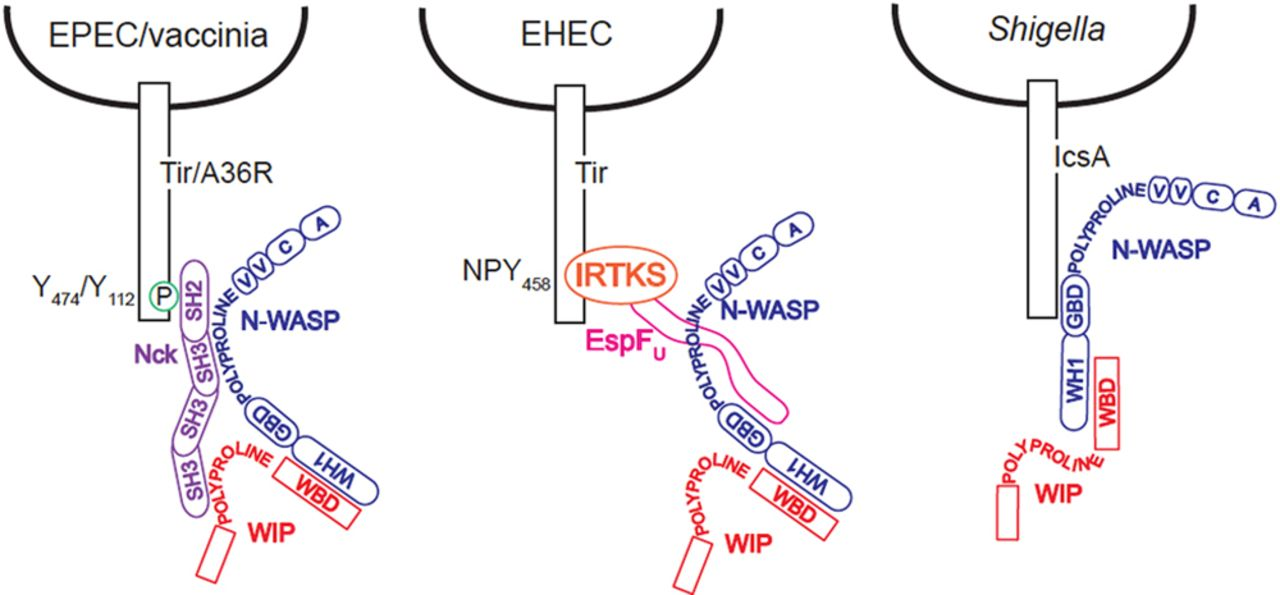 EPEC/vaccinia
Tir/A36R
Y474/Y112
P
SH2
SH3
SH3
SH3
Nck
POLYPROLINE
V
V
C
A
N-WASP
GBD
WH1
POLYPROLINE
WBD
WIP
EHEC
Tir
NPY458
IRTKS
EspFU
POLYPROLINE
V
V
C
A
N-WASP
GBD
WH1
POLYPROLINE
WBD
WIP
Shigella
IcsA
POLYPROLINE
V
V
C
A
N-WASP
GBD
WH1
WBD
POLYPROLINE
WIP